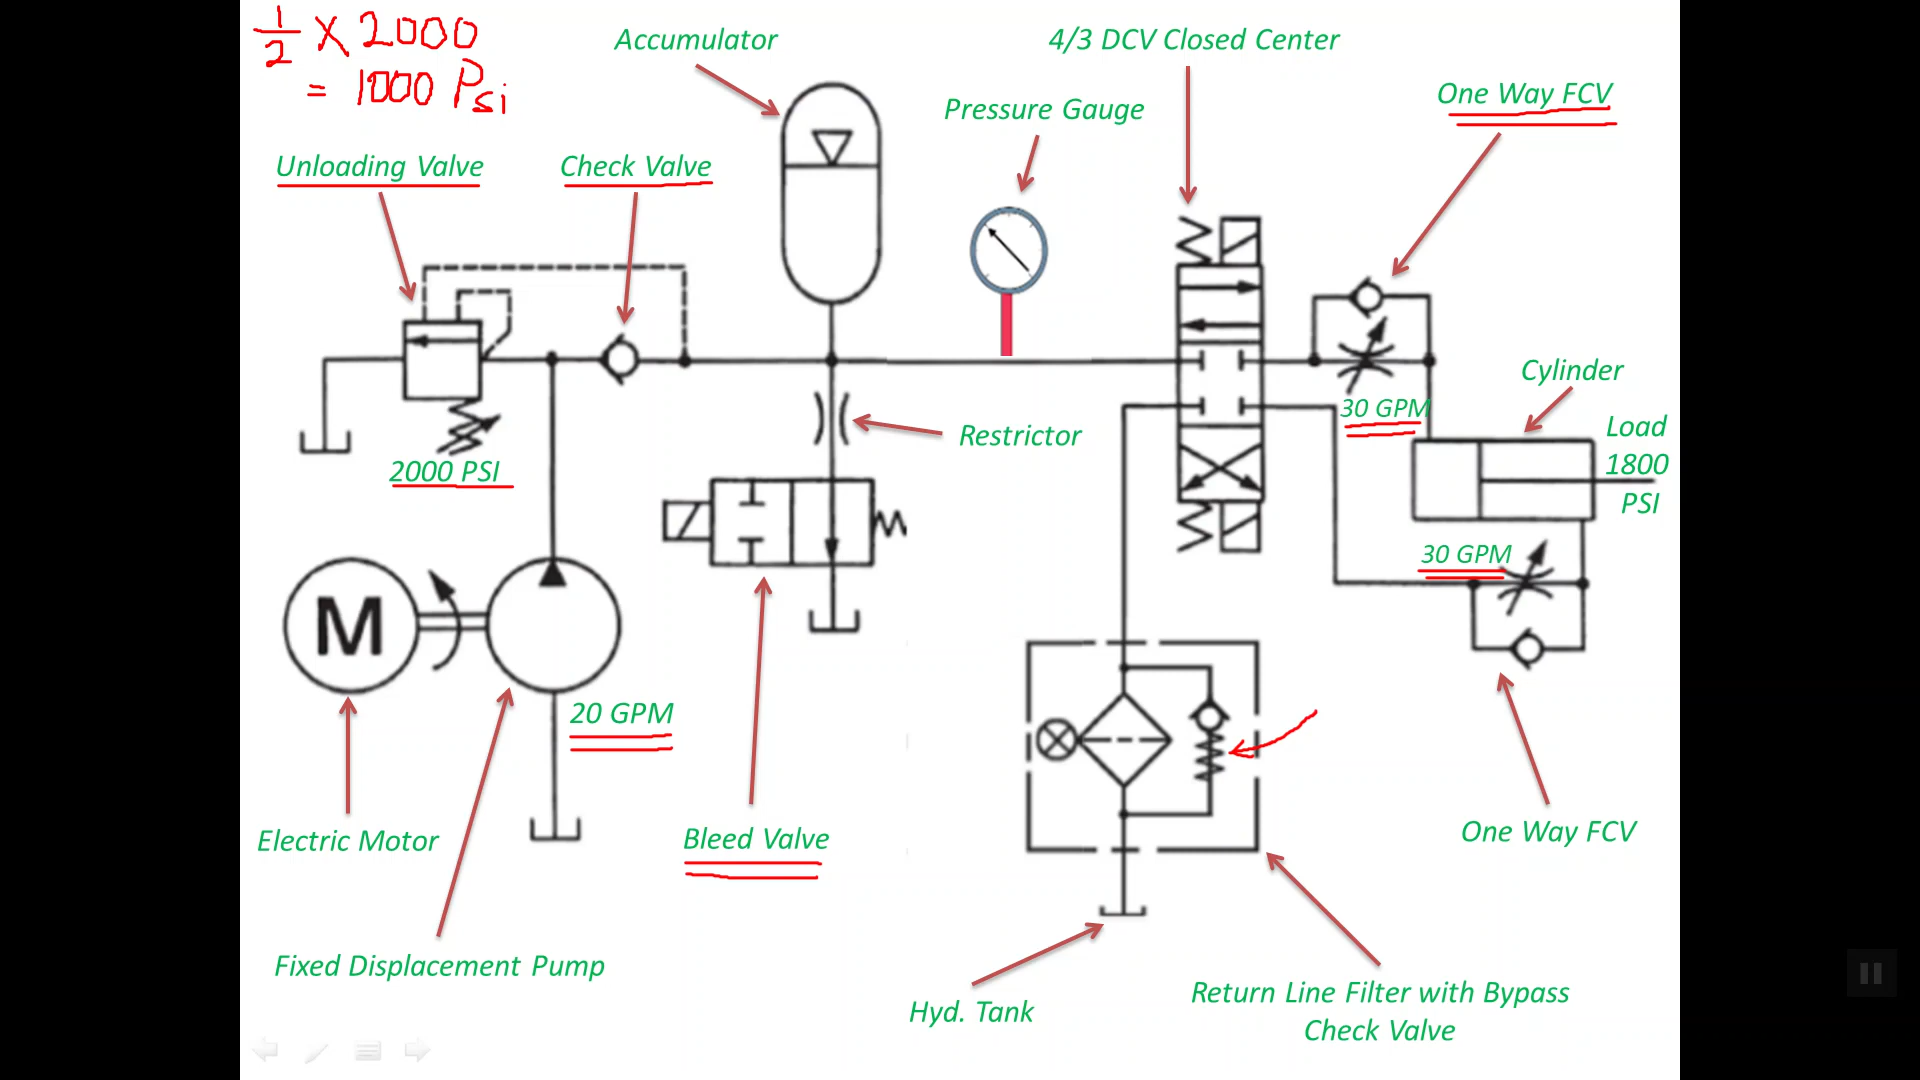 1/2 X 2000
= 1000 Psi
Accumulator
4/3 DCV Closed Center
One Way FCV
Pressure Gauge
Unloading Valve
Check Valve
Cylinder
30 GPM
Load
1800
PSI
Restrictor
2000 PSI
30 GPM
M
20 GPM
Electric Motor
Bleed Valve
One Way FCV
Fixed Displacement Pump
Hyd. Tank
Return Line Filter with Bypass
Check Valve